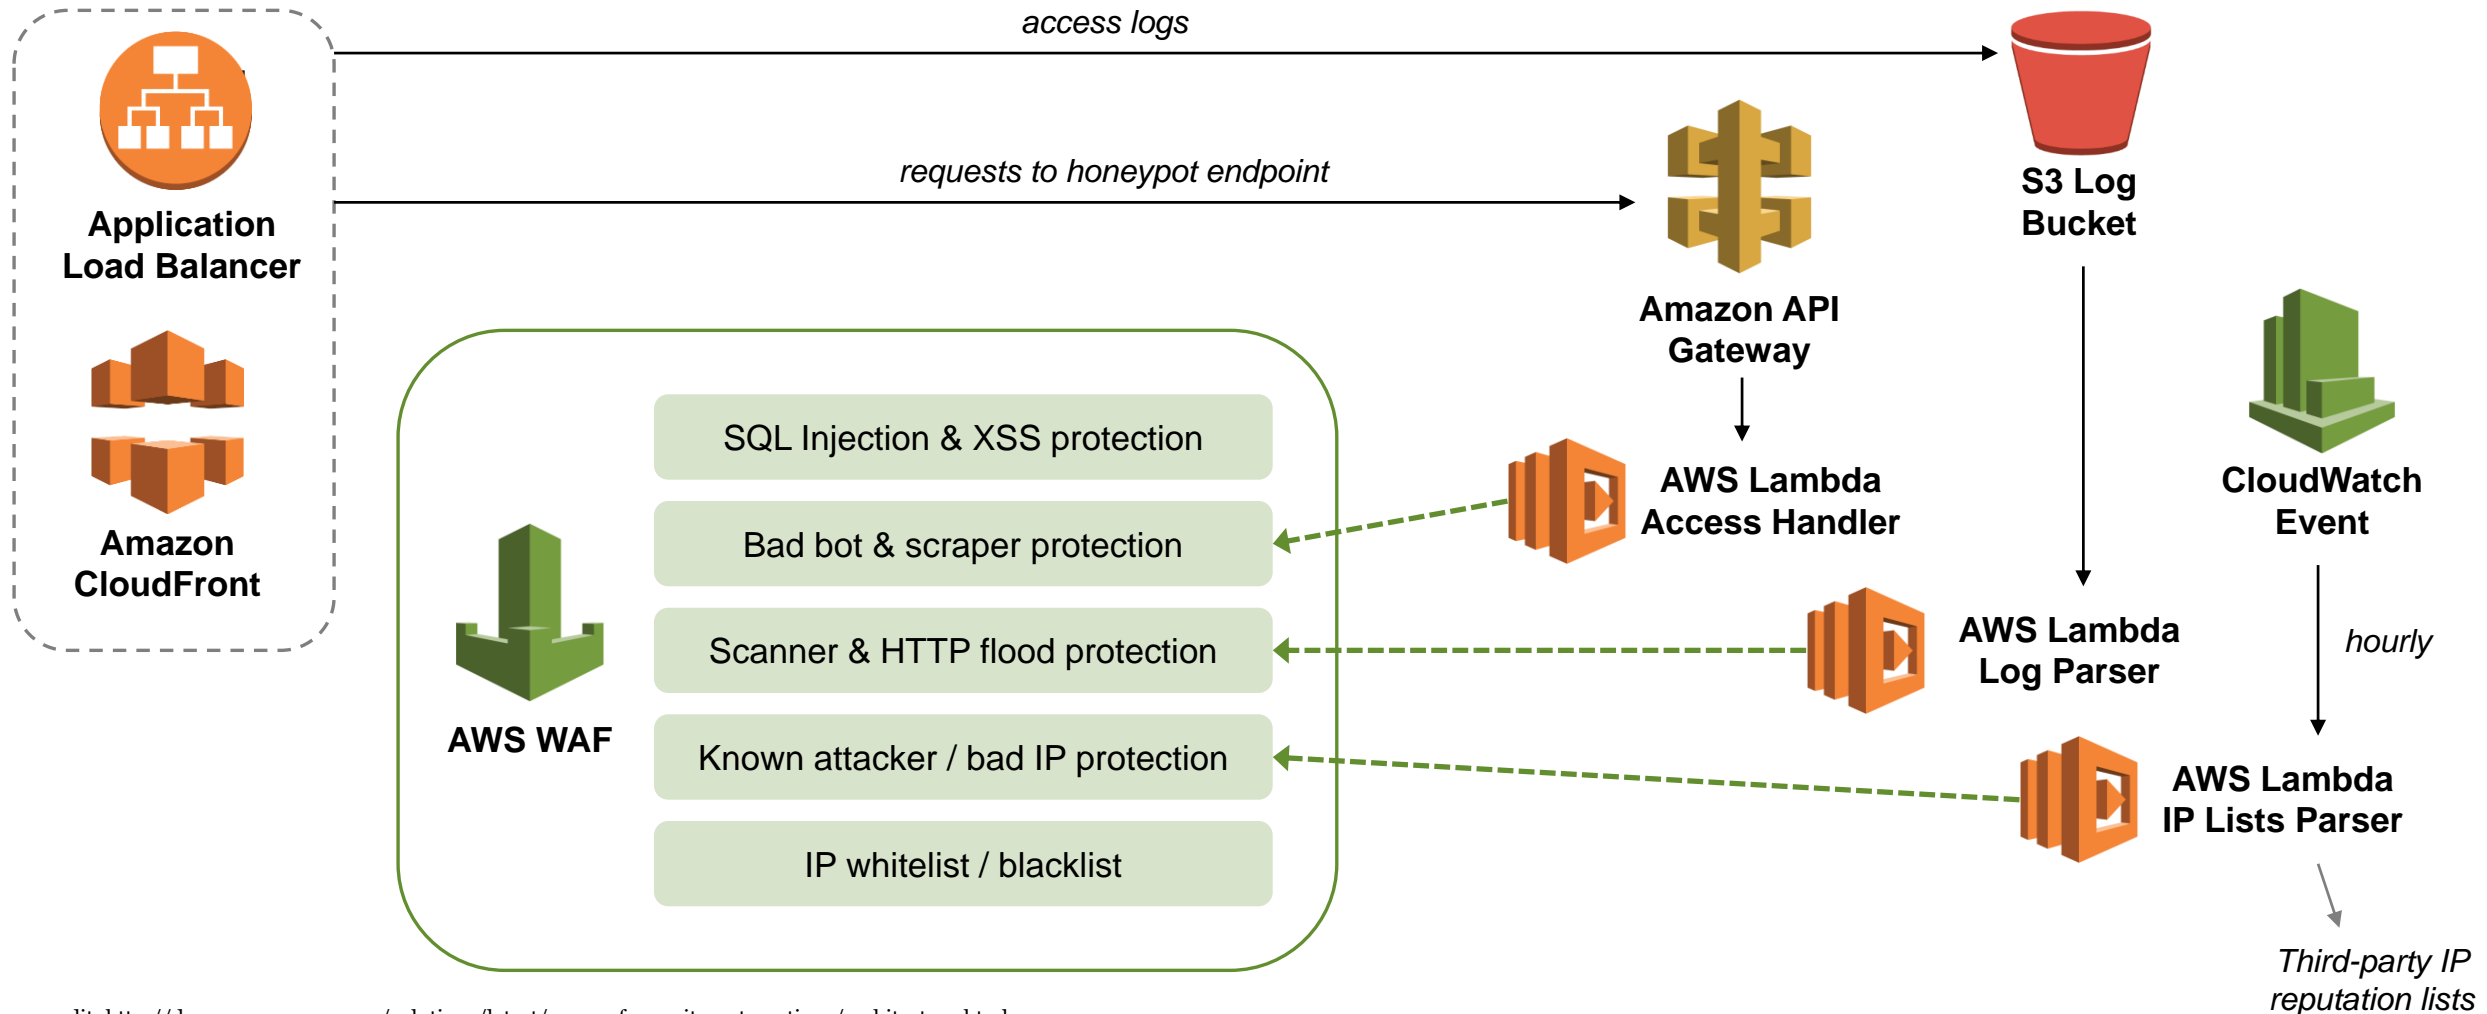 access logs
requests to honeypot endpoint
Application
Load Balancer
Amazon
CloudFront
S3 Log
Bucket
Amazon API
Gateway
AWS Lambda
Access Handler
CloudWatch
Event
AWS Lambda
Log Parser
hourly
AWS Lambda
IP Lists Parser
Third-party IP
reputation lists
AWS WAF
SQL Injection & XSS protection
Bad bot & scraper protection
Scanner & HTTP flood protection
Known attacker / bad IP protection
IP whitelist / blacklist